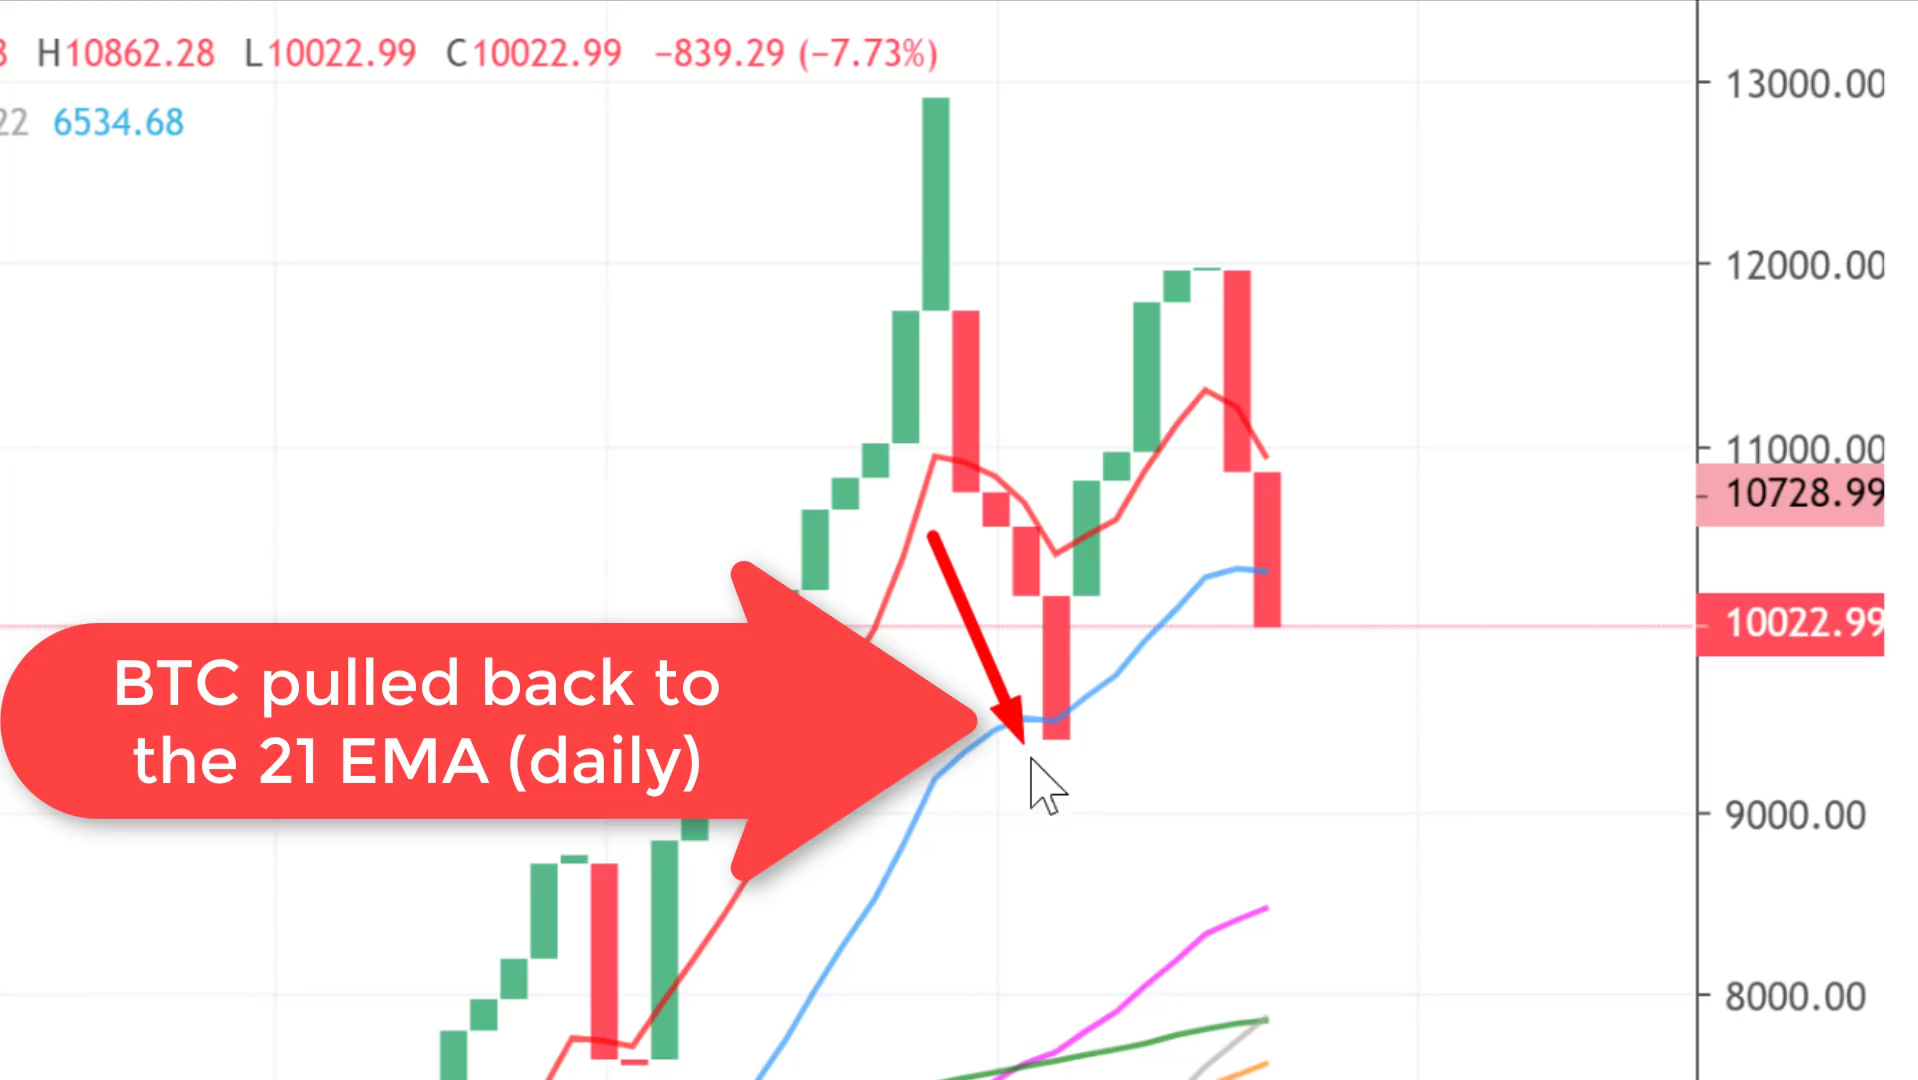 H10862.28 L10022.99 C10022.99 −839.29 (−7.73%)
22 6534.68
13000.00
12000.00
11000.00
10728.99
10022.99
9000.00
8000.00
BTC pulled back to
the 21 EMA (daily)